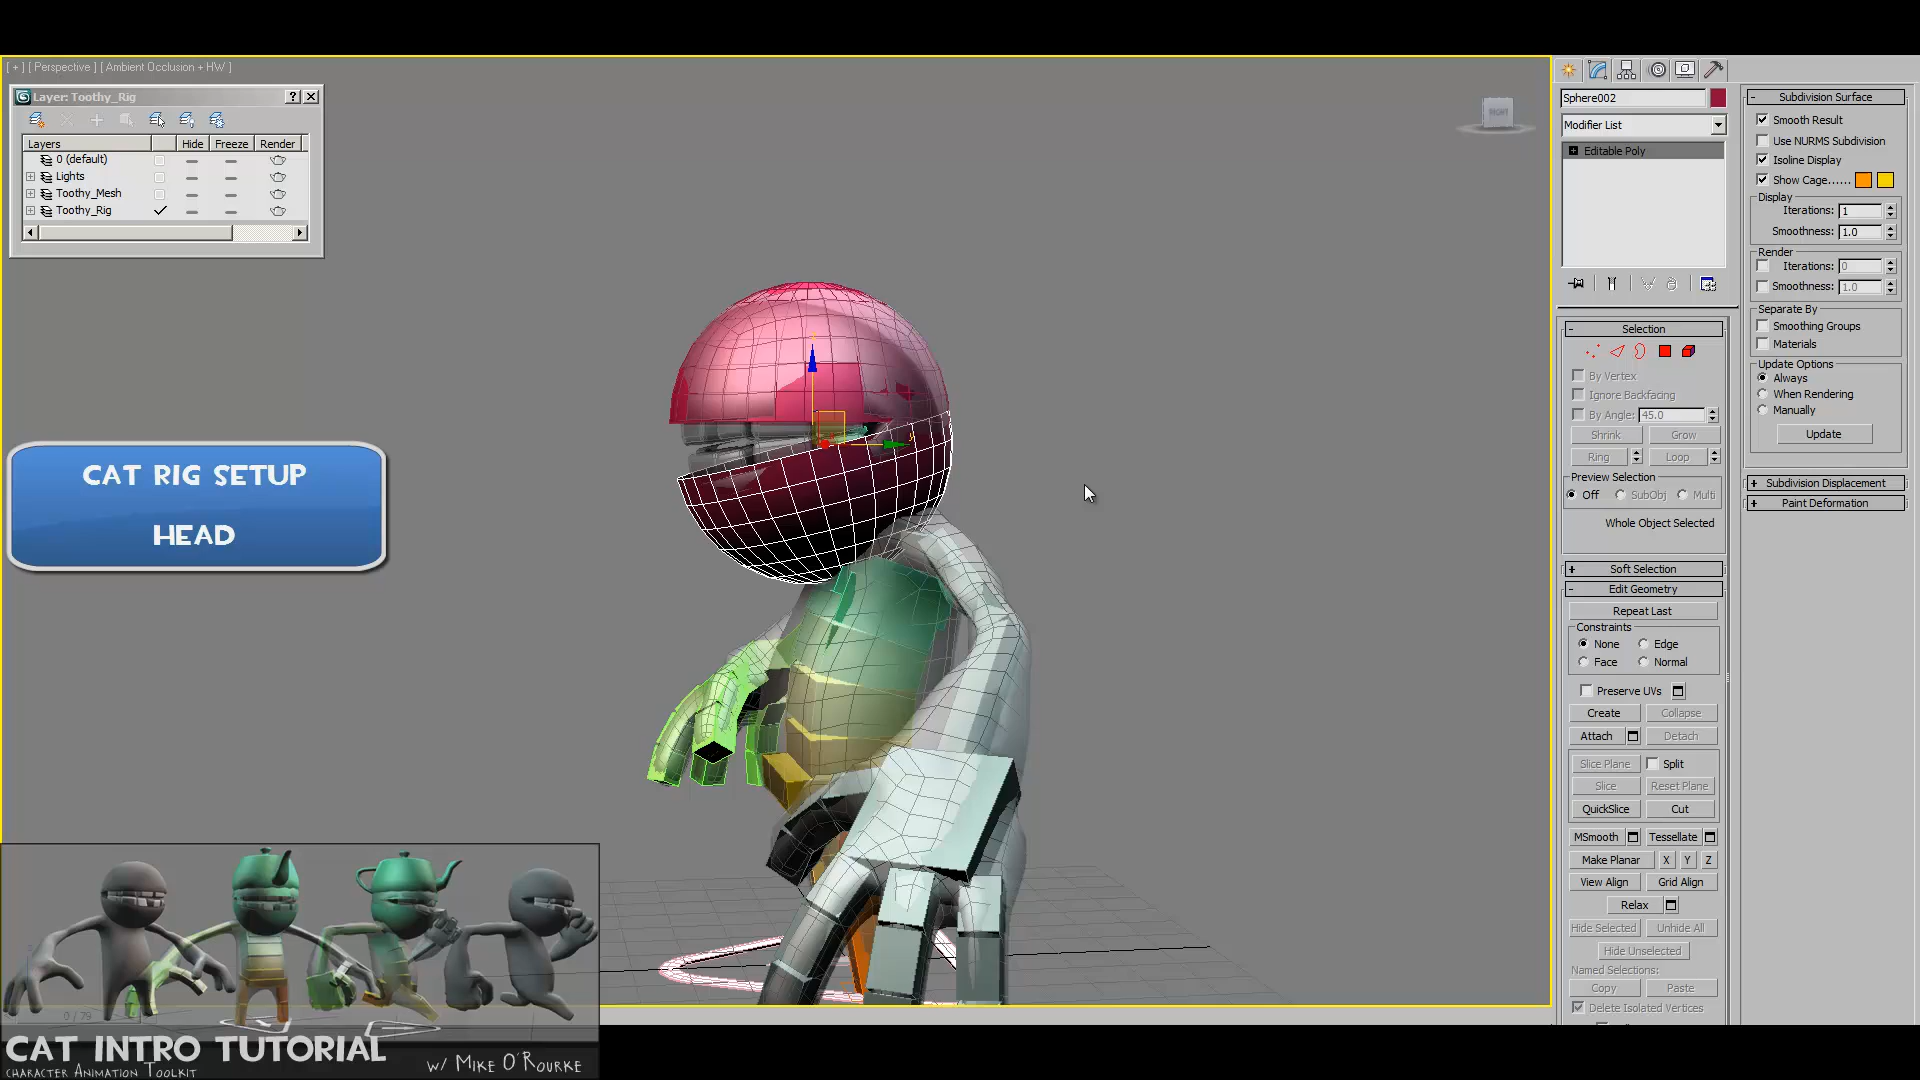 [ + ] [ Perspective ] [ Ambient Occlusion + HW ]
Layer: Toothy_Rig
?
Layers Hide Freeze Render
0 (default)
Lights
Toothy_Mesh
Toothy_Rig
RIGHT
CAT RIG SETUP
HEAD
0 / 79
CAT INTRO TUTORIAL
CHARACTER ANIMATION TOOLKIT
W/ MIKE O'ROURKE
Sphere002
Modifier List
Editable Poly
Selection
By Vertex
Ignore Backfacing
By Angle: 45.0
Shrink Grow
Ring Loop
Preview Selection
Off SubObj Multi
Whole Object Selected
Soft Selection
Edit Geometry
Repeat Last
Constraints
None Edge
Face Normal
Preserve UVs
Create Collapse
Attach Detach
Slice Plane Split
Slice Reset Plane
QuickSlice Cut
MSmooth Tessellate
Make Planar X Y Z
View Align Grid Align
Relax
Hide Selected Unhide All
Hide Unselected
Named Selections:
Copy Paste
Delete Isolated Vertices
Subdivision Surface
Smooth Result
Use NURMS Subdivision
Isoline Display
Show Cage......
Display
Iterations: 1
Smoothness: 1.0
Render
Iterations: 0
Smoothness: 1.0
Separate By
Smoothing Groups
Materials
Update Options
Always
When Rendering
Manually
Update
Subdivision Displacement
Paint Deformation